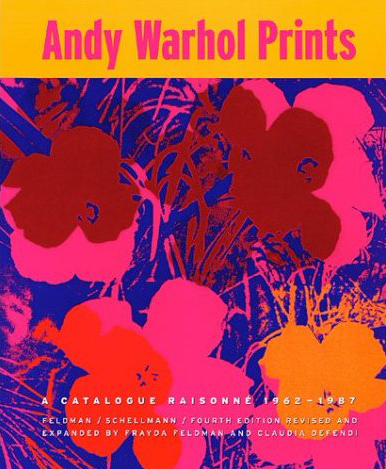 Andy Warhol Prints
A CATALOGUE RAISONNÉ 1962–1987
FELDMAN / SCHELLMANN / FOURTH EDITION REVISED AND
EXPANDED BY FRAYDA FELDMAN AND CLAUDIA DEFENDI